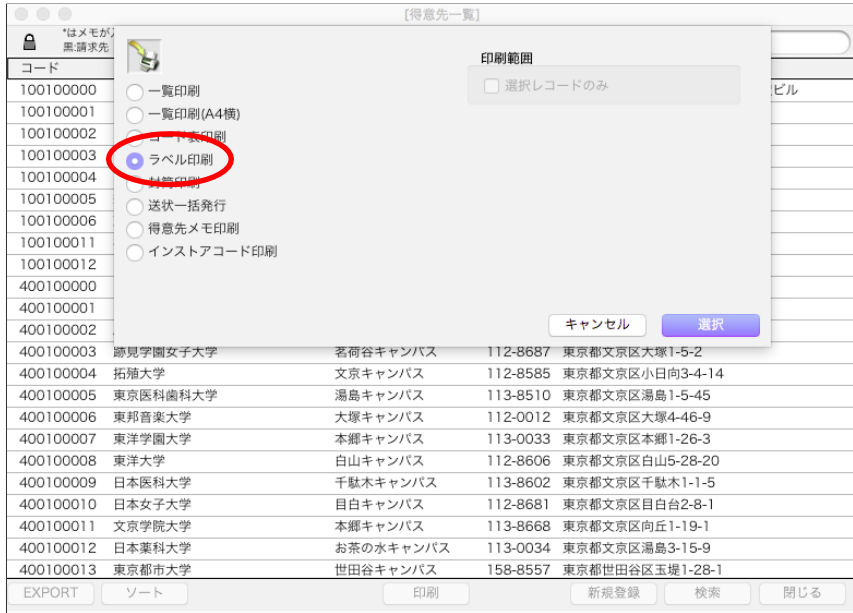 [得意先一覧]
*はメモが
黒:請求先
印刷範囲
選択レコードのみ
一覧印刷
一覧印刷(A4横)
コード表印刷
ラベル印刷
封筒印刷
送状一括発行
得意先メモ印刷
インストアコード印刷
キャンセル
選択
コード
100100000 ビル
100100001
100100002
100100003
100100004
100100005
100100006
100100011
100100012
400100000
400100001
400100002
400100003 跡見学園女子大学 茗荷谷キャンパス 112-8687 東京都文京区大塚1-5-2
400100004 拓殖大学 文京キャンパス 112-8585 東京都文京区小日向3-4-14
400100005 東京医科歯科大学 湯島キャンパス 113-8510 東京都文京区湯島1-5-45
400100006 東邦音楽大学 大塚キャンパス 112-0012 東京都文京区大塚4-46-9
400100007 東洋学園大学 本郷キャンパス 113-0033 東京都文京区本郷1-26-3
400100008 東洋大学 白山キャンパス 112-8606 東京都文京区白山5-28-20
400100009 日本医科大学 千駄木キャンパス 113-8602 東京都文京区千駄木1-1-5
400100010 日本女子大学 目白キャンパス 112-8681 東京都文京区目白台2-8-1
400100011 文京学院大学 本郷キャンパス 113-8668 東京都文京区向丘1-19-1
400100012 日本薬科大学 お茶の水キャンパス 113-0034 東京都文京区湯島3-15-9
400100013 東京都市大学 世田谷キャンパス 158-8557 東京都世田谷区玉堤1-28-1
EXPORT ソート 印刷 新規登録 検索 閉じる